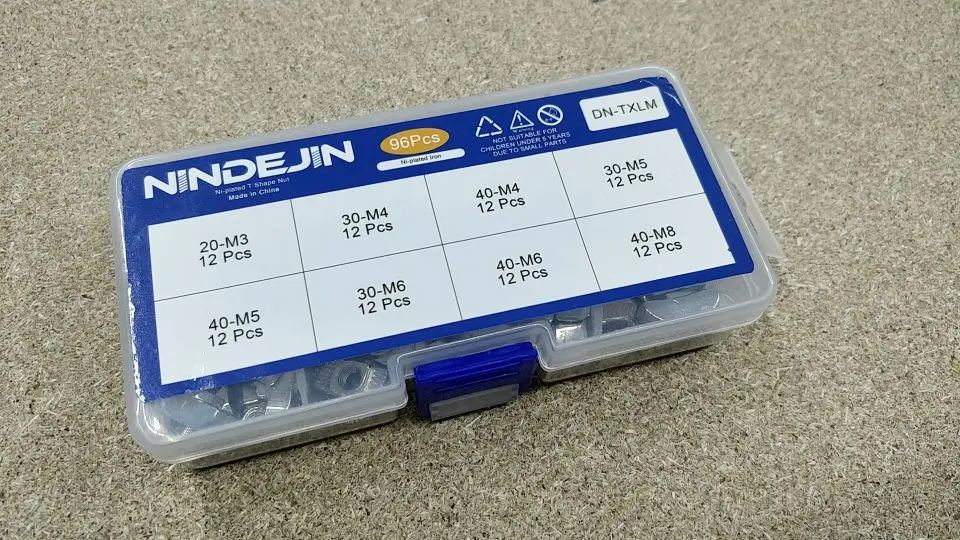 NINDEJIN
Ni-plated T Shape Nut
Made in China
96Pcs
Ni-plated Iron
Warning
NOT SUITABLE FOR
CHILDREN UNDER 5 YEARS
DUE TO SMALL PARTS
DN-TXLM
20-M3
12 Pcs
30-M4
12 Pcs
40-M4
12 Pcs
30-M5
12 Pcs
40-M5
12 Pcs
30-M6
12 Pcs
40-M6
12 Pcs
40-M8
12 Pcs